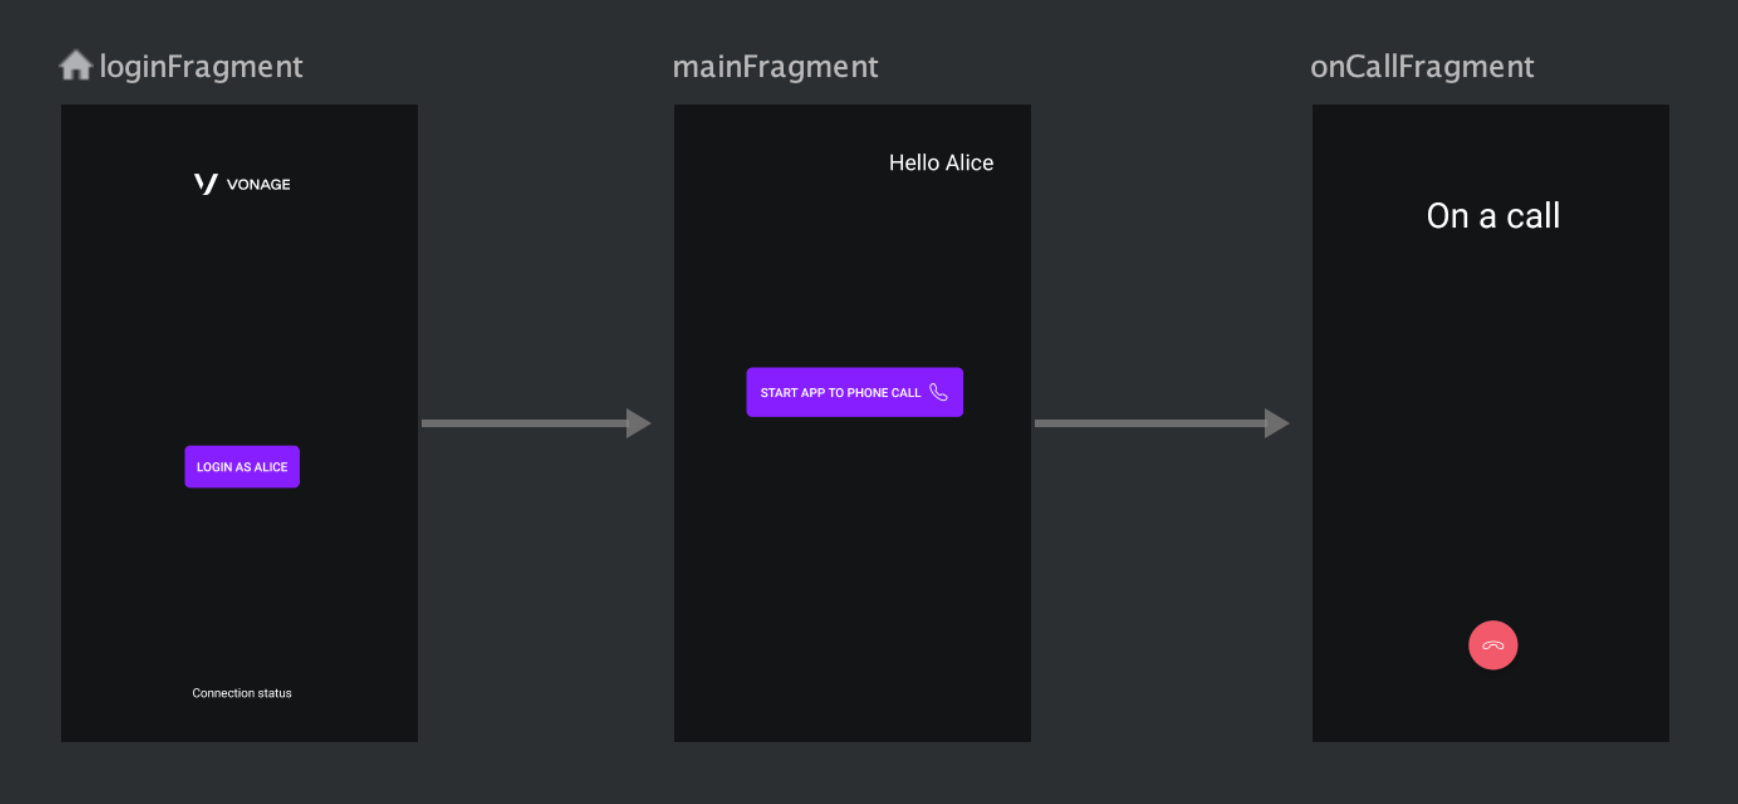 loginFragment
VONAGE
LOGIN AS ALICE
Connection status
mainFragment
Hello Alice
START APP TO PHONE CALL
onCallFragment
On a call